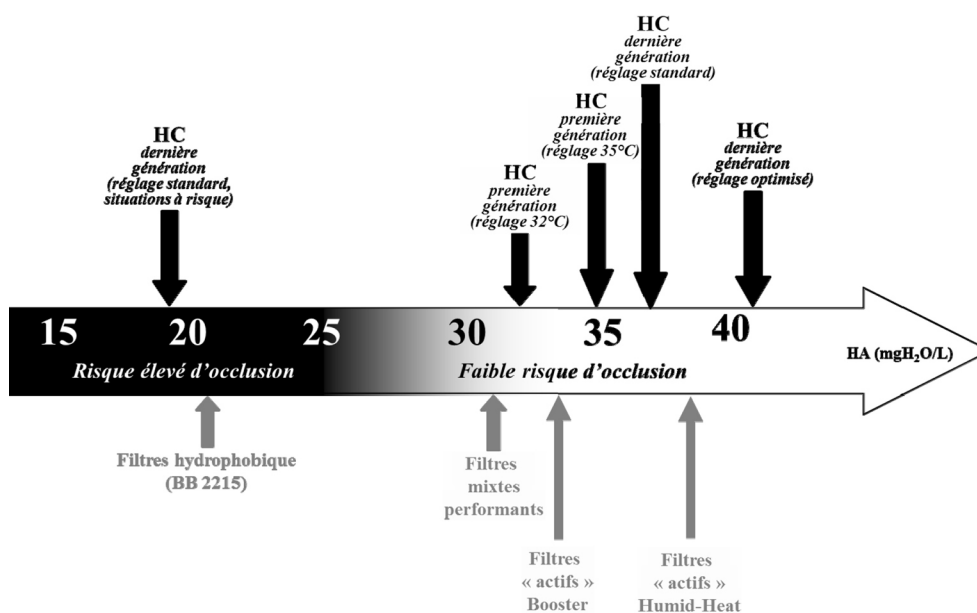 HC
dernière
génération
(réglage standard)
HC
première
génération
(réglage 35°C)
HC
dernière
génération
(réglage standard,
situations à risque)
HC
première
génération
(réglage 32°C)
HC
dernière
génération
(réglage optimisé)
15 20 25 30 35 40
HA (mgH₂O/L)
Risque élevé d'occlusion
Faible risque d'occlusion
Filtres hydrophobique
(BB 2215)
Filtres
mixtes
performants
Filtres
« actifs »
Booster
Filtres
« actifs »
Humid-Heat